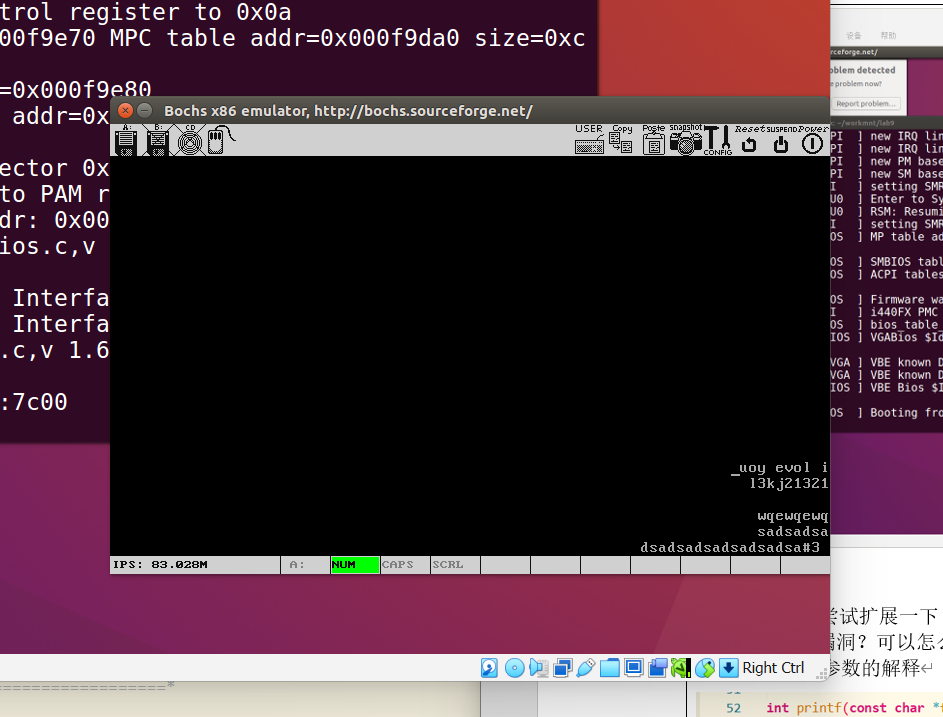 trol register to 0x0a
00f9e70 MPC table addr=0x000f9da0 size=0xc
=0x000f9e80
addr=0x
ector 0x
to PAM r
dr: 0x00
ios.c,v
Interfa
Interfa
.c,v 1.6
:7c00
Bochs x86 emulator, http://bochs.sourceforge.net/
A: B: CD
USER Copy Paste snapshot CONFIG Reset SUSPEND Power
_uoy evol i
l3kj21321
wqewqewq
sadsadsa
dsadsadsadsadsadsa#3
IPS: 83.028M A: NUM CAPS SCRL
Right Ctrl
================*
设备 帮助
rceforge.net/
oblem detected
e problem now?
Report problem...
: ~/workmnt/lab9
PI ] new IRQ lin
PI ] new IRQ lin
PI ] new PM base
PI ] new SM base
I ] setting SMR
U0 ] Enter to Sy
U0 ] RSM: Resumi
I ] setting SMR
OS ] MP table ad
OS ] SMBIOS tabl
OS ] ACPI tables
OS ] Firmware wa
I ] i440FX PMC
OS ] bios_table_
IOS ] VGABios $Id
VGA ] VBE known D
VGA ] VBE known D
IOS ] VBE Bios $I
OS ] Booting fro
尝试扩展一下
漏洞？可以怎么
参数的解释
52 int printf(const char *f